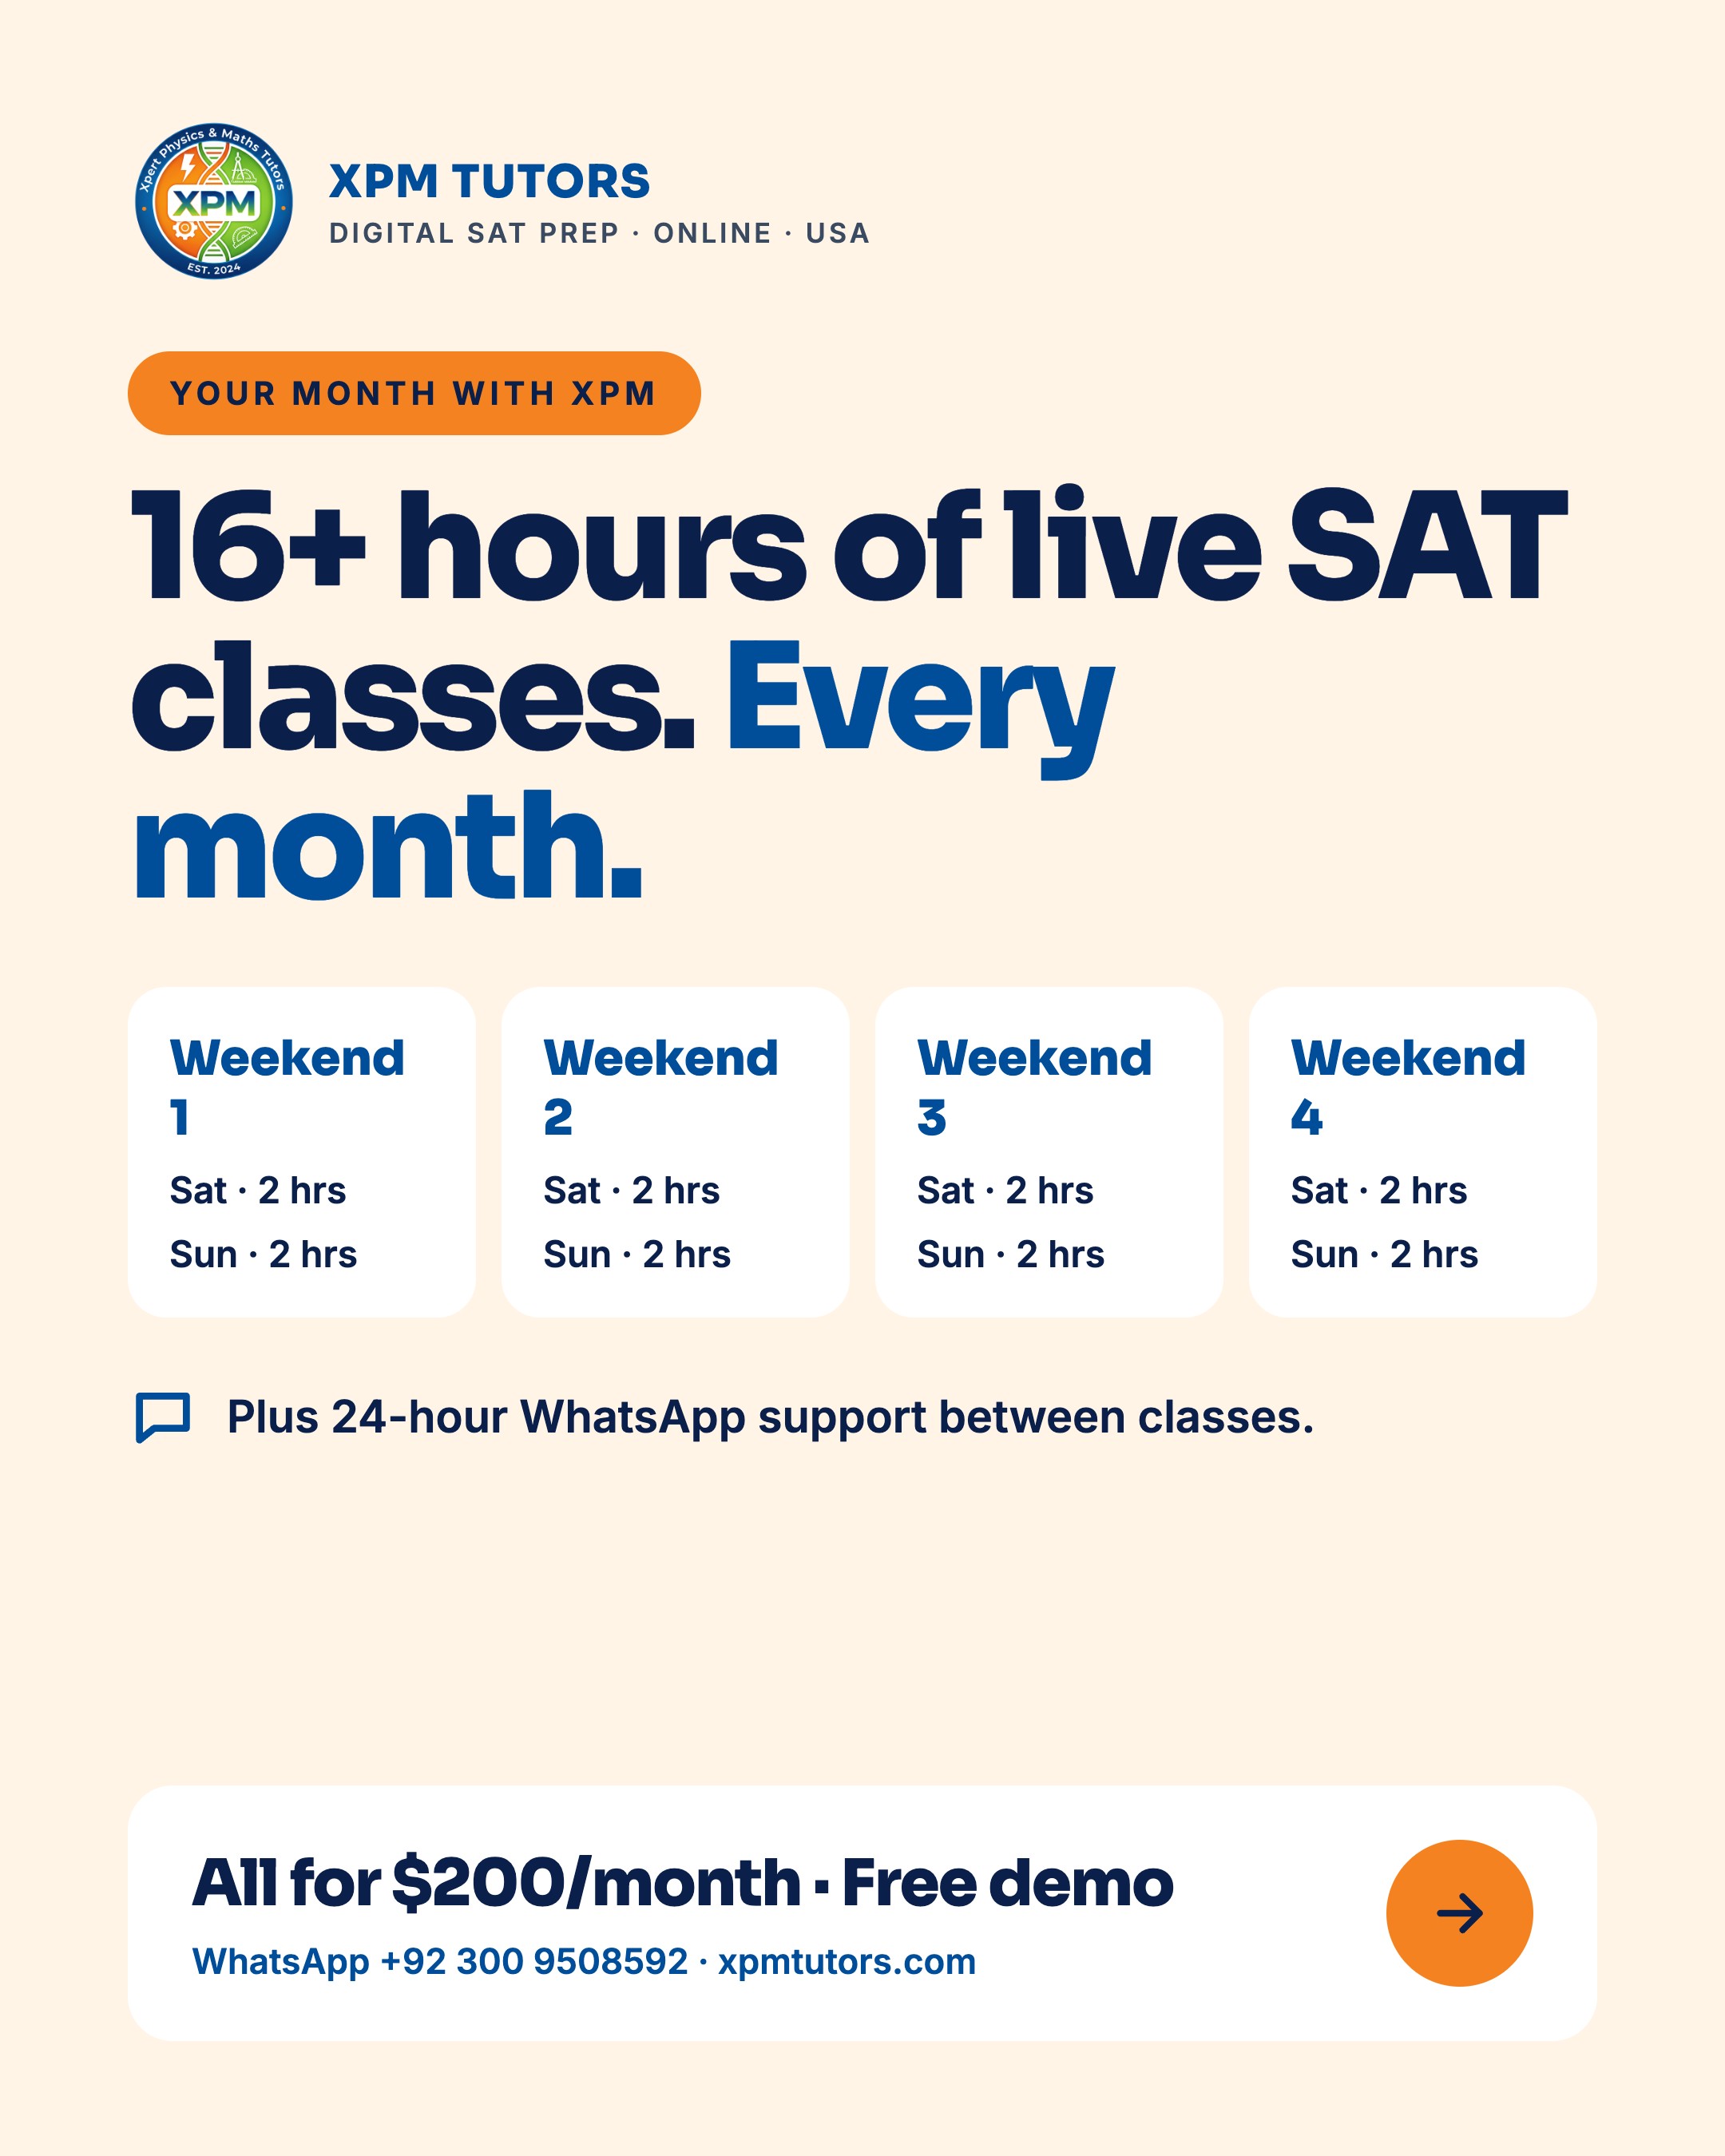 Xpert Physics & Maths Tutors
XPM
EST. 2024
XPM TUTORS
DIGITAL SAT PREP · ONLINE · USA
YOUR MONTH WITH XPM
16+ hours of live SAT
classes. Every
month.
Weekend
1
Sat · 2 hrs
Sun · 2 hrs
Weekend
2
Sat · 2 hrs
Sun · 2 hrs
Weekend
3
Sat · 2 hrs
Sun · 2 hrs
Weekend
4
Sat · 2 hrs
Sun · 2 hrs
Plus 24-hour WhatsApp support between classes.
All for $200/month · Free demo
WhatsApp +92 300 9508592 · xpmtutors.com